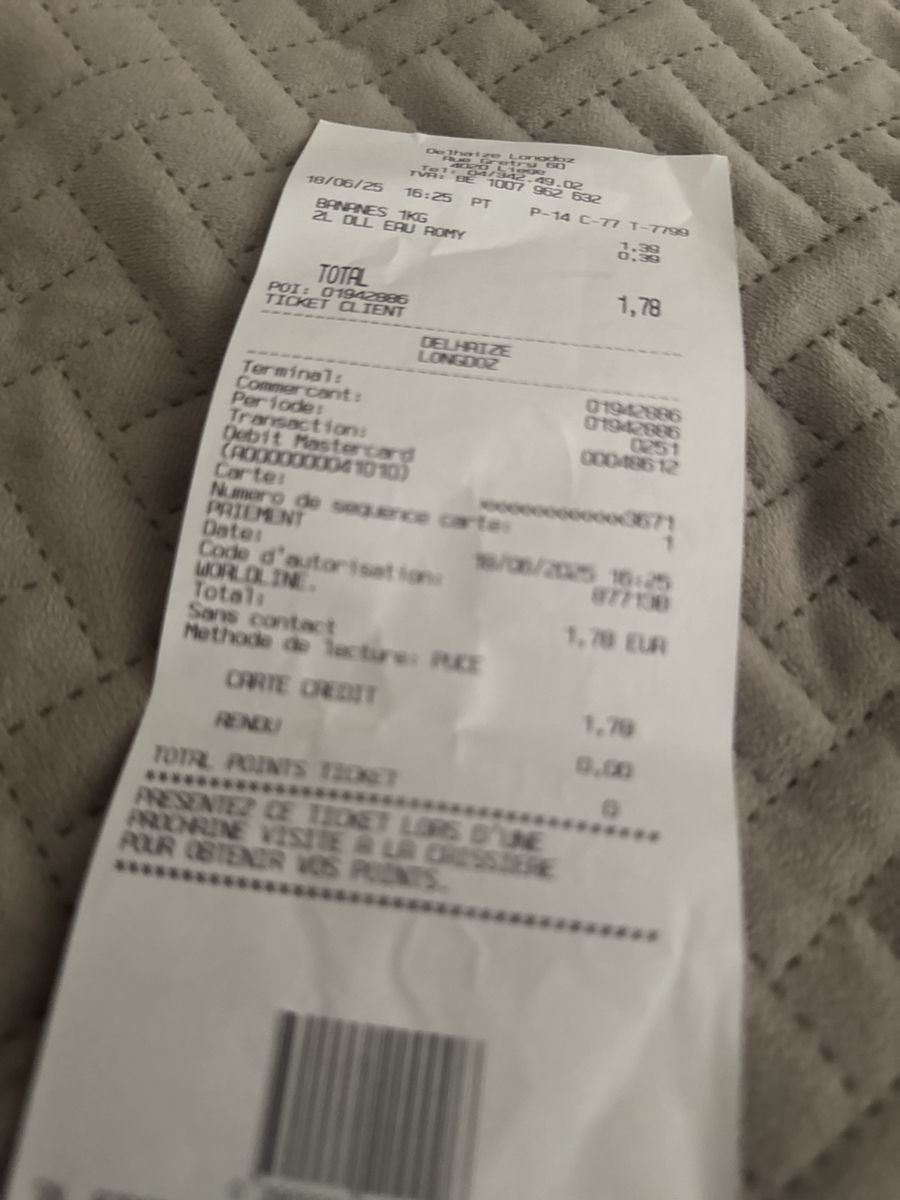 Delhaize Longdoz
Rue Gretry 60
4020 Liege
Tel: 04/342.49.02
TVA: BE 1007 962 632
18/06/25 16:25 PT P-14 C-77 T-7799
BANANES 1KG 1.39
2L DLL EAU ROMY 0.39
TOTAL 1,78
POI: 01942886
TICKET CLIENT
DELHAIZE
LONGDOZ
Terminal: 01942886
Commercant: 01942886
Periode: 0251
Transaction: 00048612
Debit Mastercard
(A0000000041010)
Carte: xxxxxxxxxxxx3671
Numero de sequence carte: 1
PAIEMENT
Date: 18/06/2025 16:25
Code d'autorisation: 877130
WORLDLINE.
Total: 1,78 EUR
Sans contact
Methode de lecture: PUCE
CARTE CREDIT 1,78
RENDU 0,00
TOTAL POINTS TICKET 0
************************************
PRESENTEZ CE TICKET LORS D'UNE
PROCHAINE VISITE A LA CAISSIERE
POUR OBTENIR VOS POINTS.
************************************